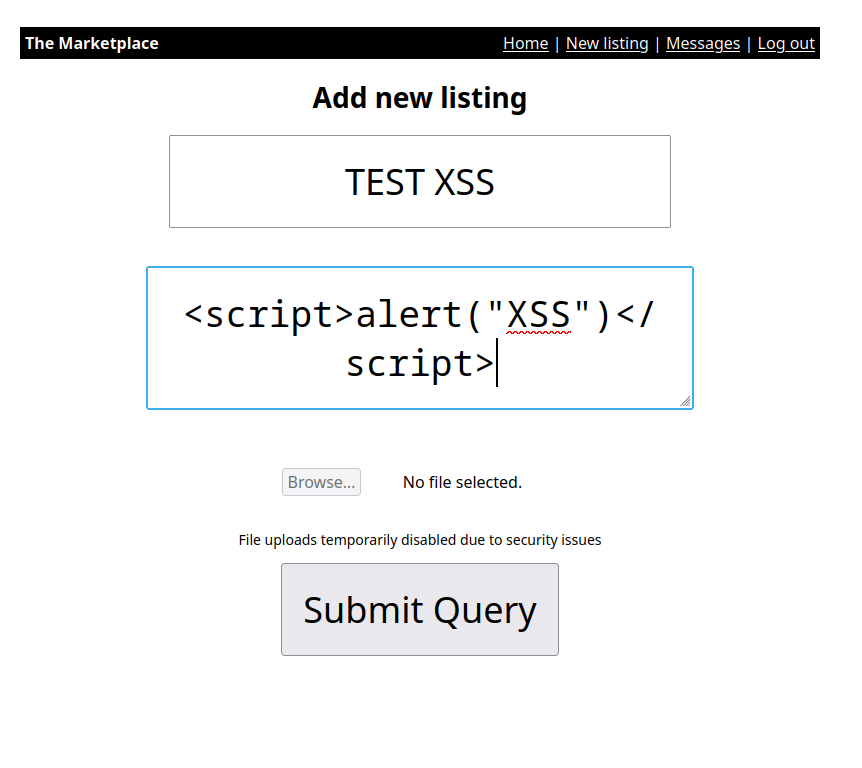 The Marketplace Home | New listing | Messages | Log out
Add new listing
TEST XSS
<script>alert("XSS")</
script>
Browse... No file selected.
File uploads temporarily disabled due to security issues
Submit Query